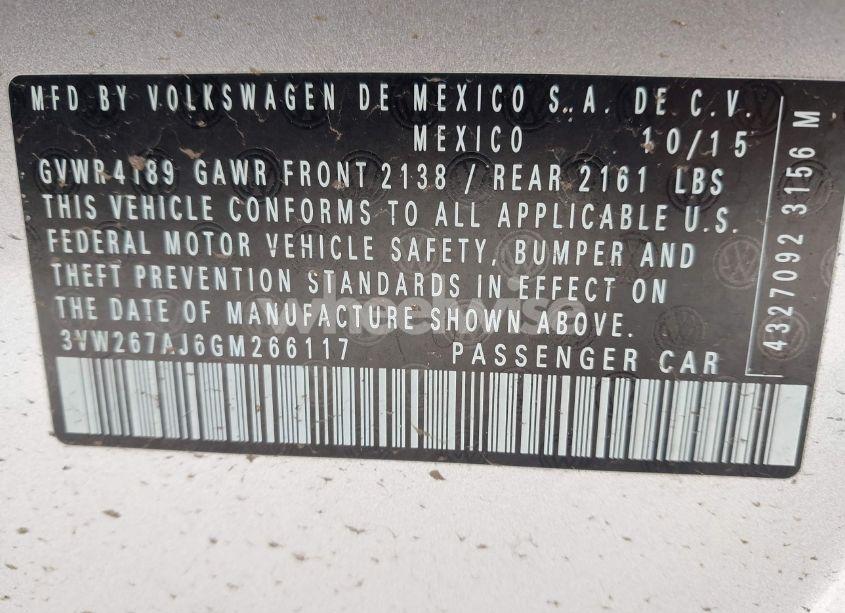 MFD BY VOLKSWAGEN DE MEXICO S.A. DE C.V.
MEXICO 10/15
GVWR 4189 GAWR FRONT 2138 / REAR 2161 LBS
THIS VEHICLE CONFORMS TO ALL APPLICABLE U.S.
FEDERAL MOTOR VEHICLE SAFETY, BUMPER AND
THEFT PREVENTION STANDARDS IN EFFECT ON
THE DATE OF MANUFACTURE SHOWN ABOVE.
3VW267AJ6GM266117 PASSENGER CAR
4327092 3156 M
wheelwise